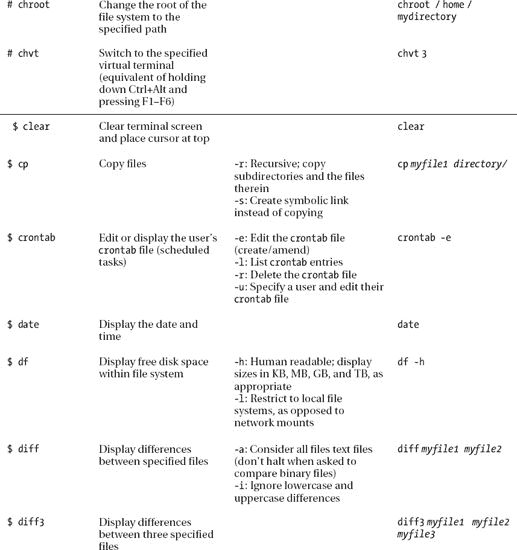 # chroot Change the root of the chroot /home/
file system to the mydirectory
specified path
# chvt Switch to the specified chvt 3
virtual terminal
(equivalent of holding
down Ctrl+Alt and
pressing F1–F6)
$ clear Clear terminal screen clear
and place cursor at top
$ cp Copy files -r: Recursive; copy cp myfile1 directory/
subdirectories and the files
therein
-s: Create symbolic link
instead of copying
$ crontab Edit or display the user's -e: Edit the crontab file crontab -e
crontab file (scheduled (create/amend)
tasks) -l: List crontab entries
-r: Delete the crontab file
-u: Specify a user and edit their
crontab file
$ date Display the date and date
time
$ df Display free disk space -h: Human readable; display df -h
within file system sizes in KB, MB, GB, and TB, as
appropriate
-l: Restrict to local file
systems, as opposed to
network mounts
$ diff Display differences -a: Consider all files text files diff myfile1 myfile2
between specified files (don't halt when asked to
compare binary files)
-i: Ignore lowercase and
uppercase differences
$ diff3 Display differences diff3 myfile1 myfile2
between three specified myfile3
files